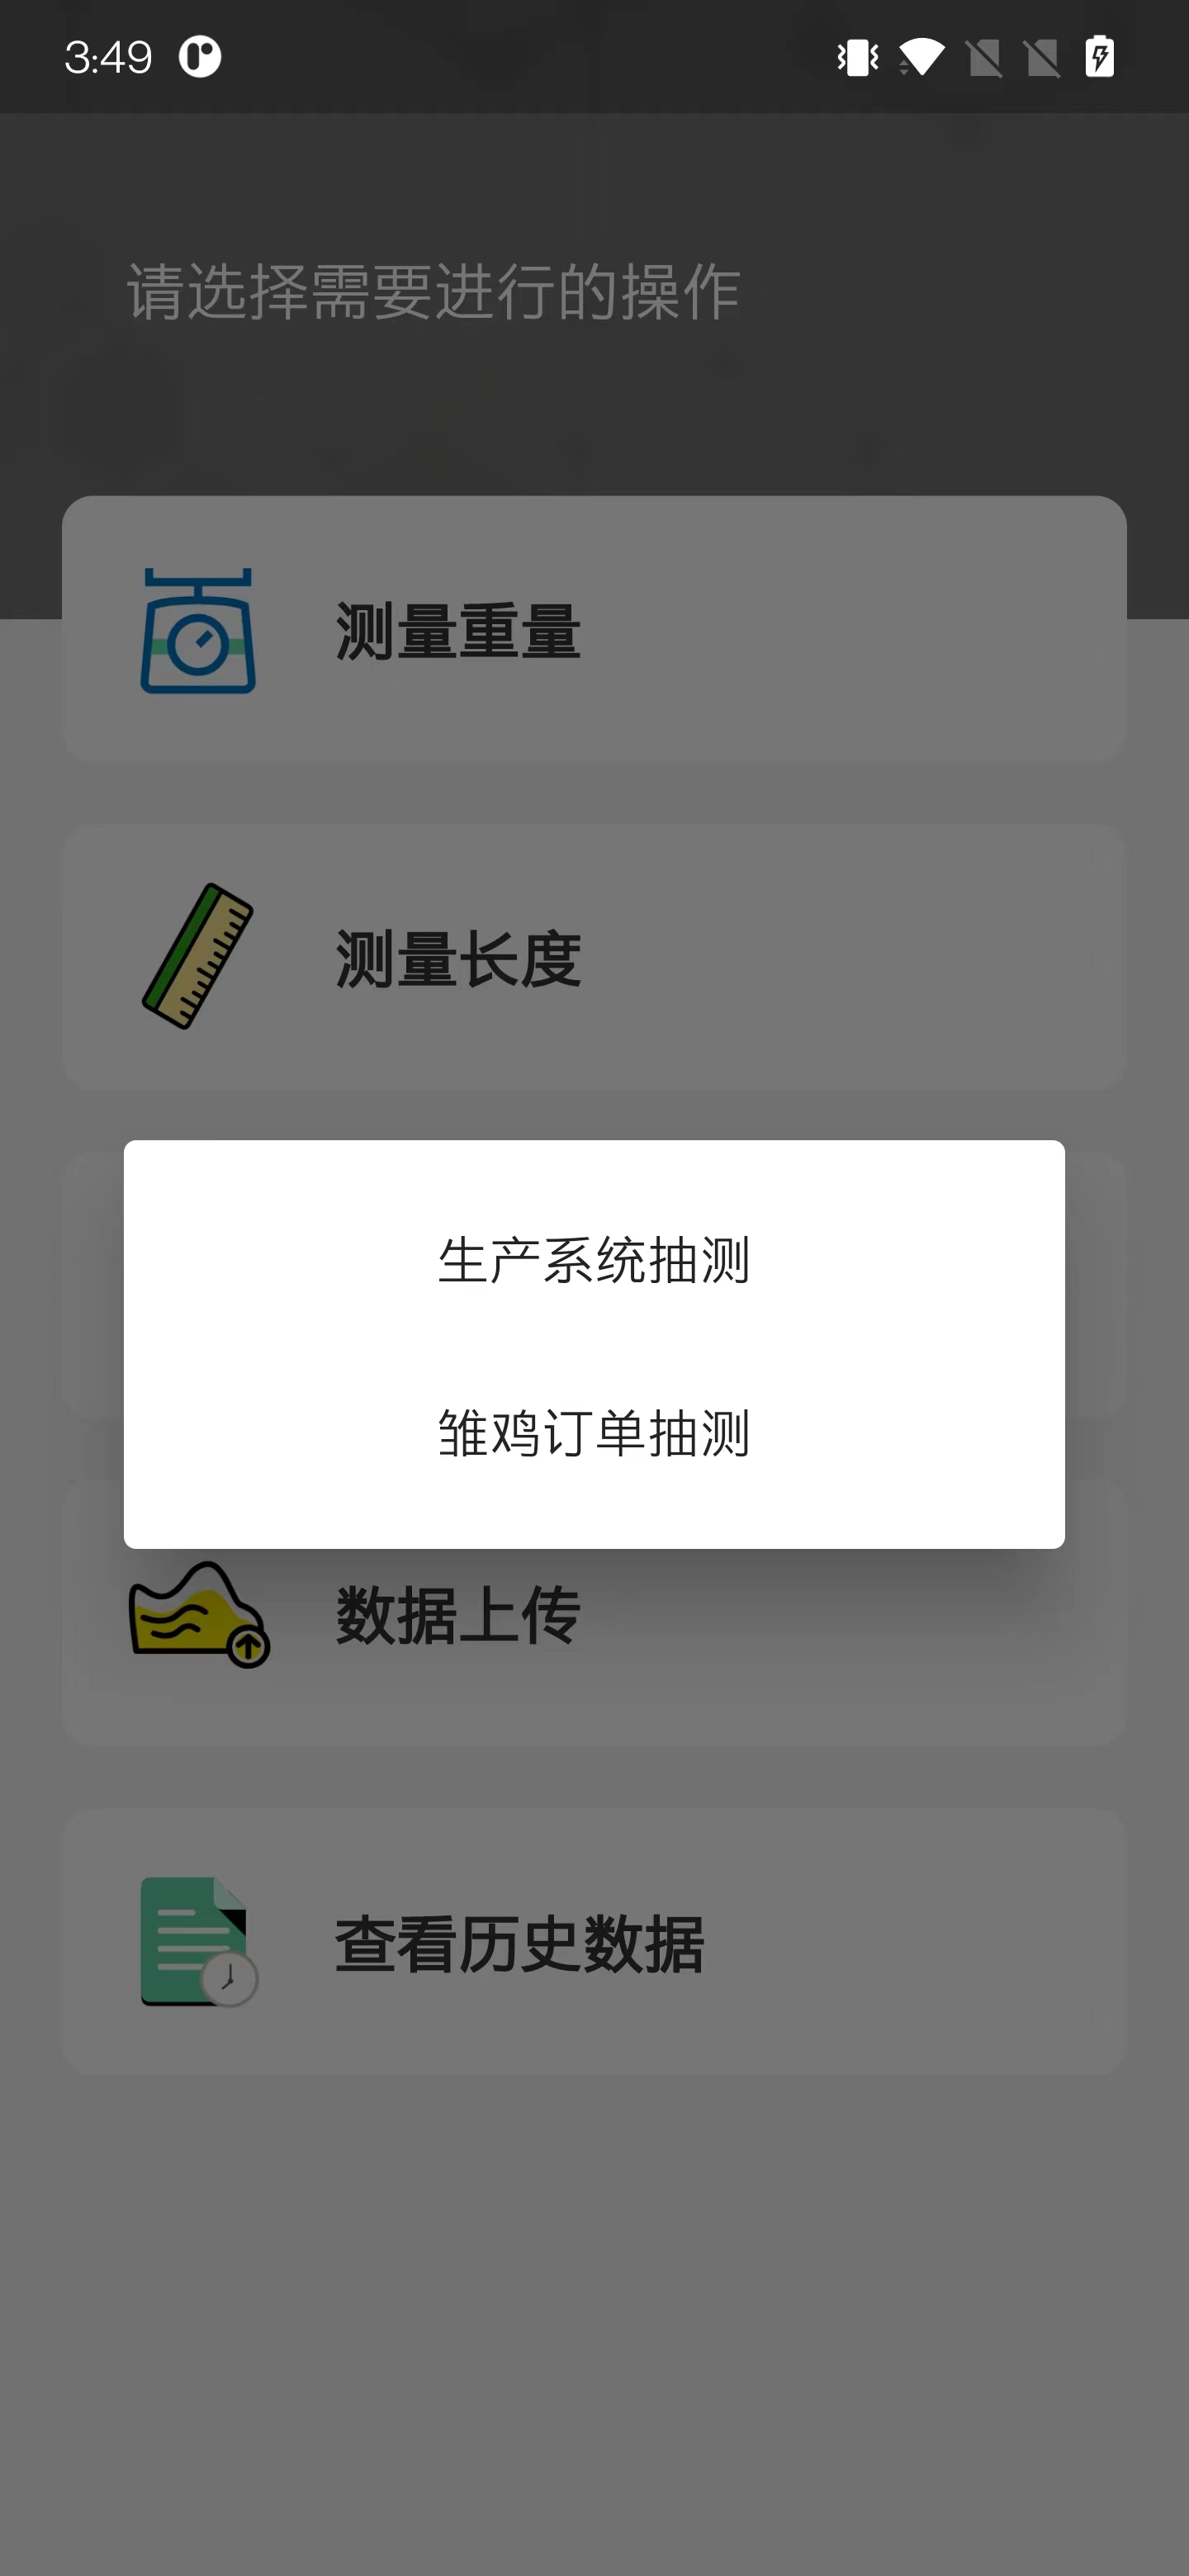 3:49
请选择需要进行的操作
测量重量
测量长度
生产系统抽测
雏鸡订单抽测
数据上传
查看历史数据